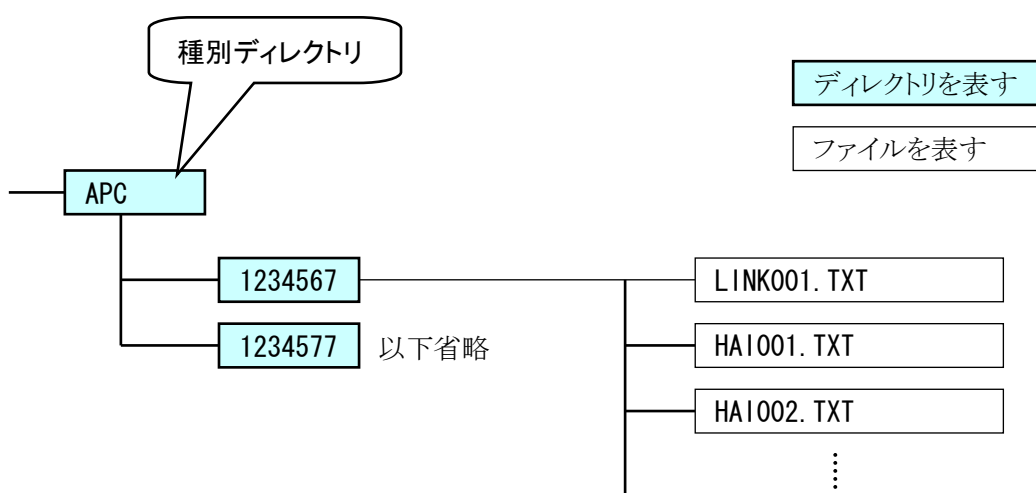 種別ディレクトリ
ディレクトリを表す
ファイルを表す
APC
1234567
LINK001.TXT
1234577
以下省略
HAI001.TXT
HAI002.TXT